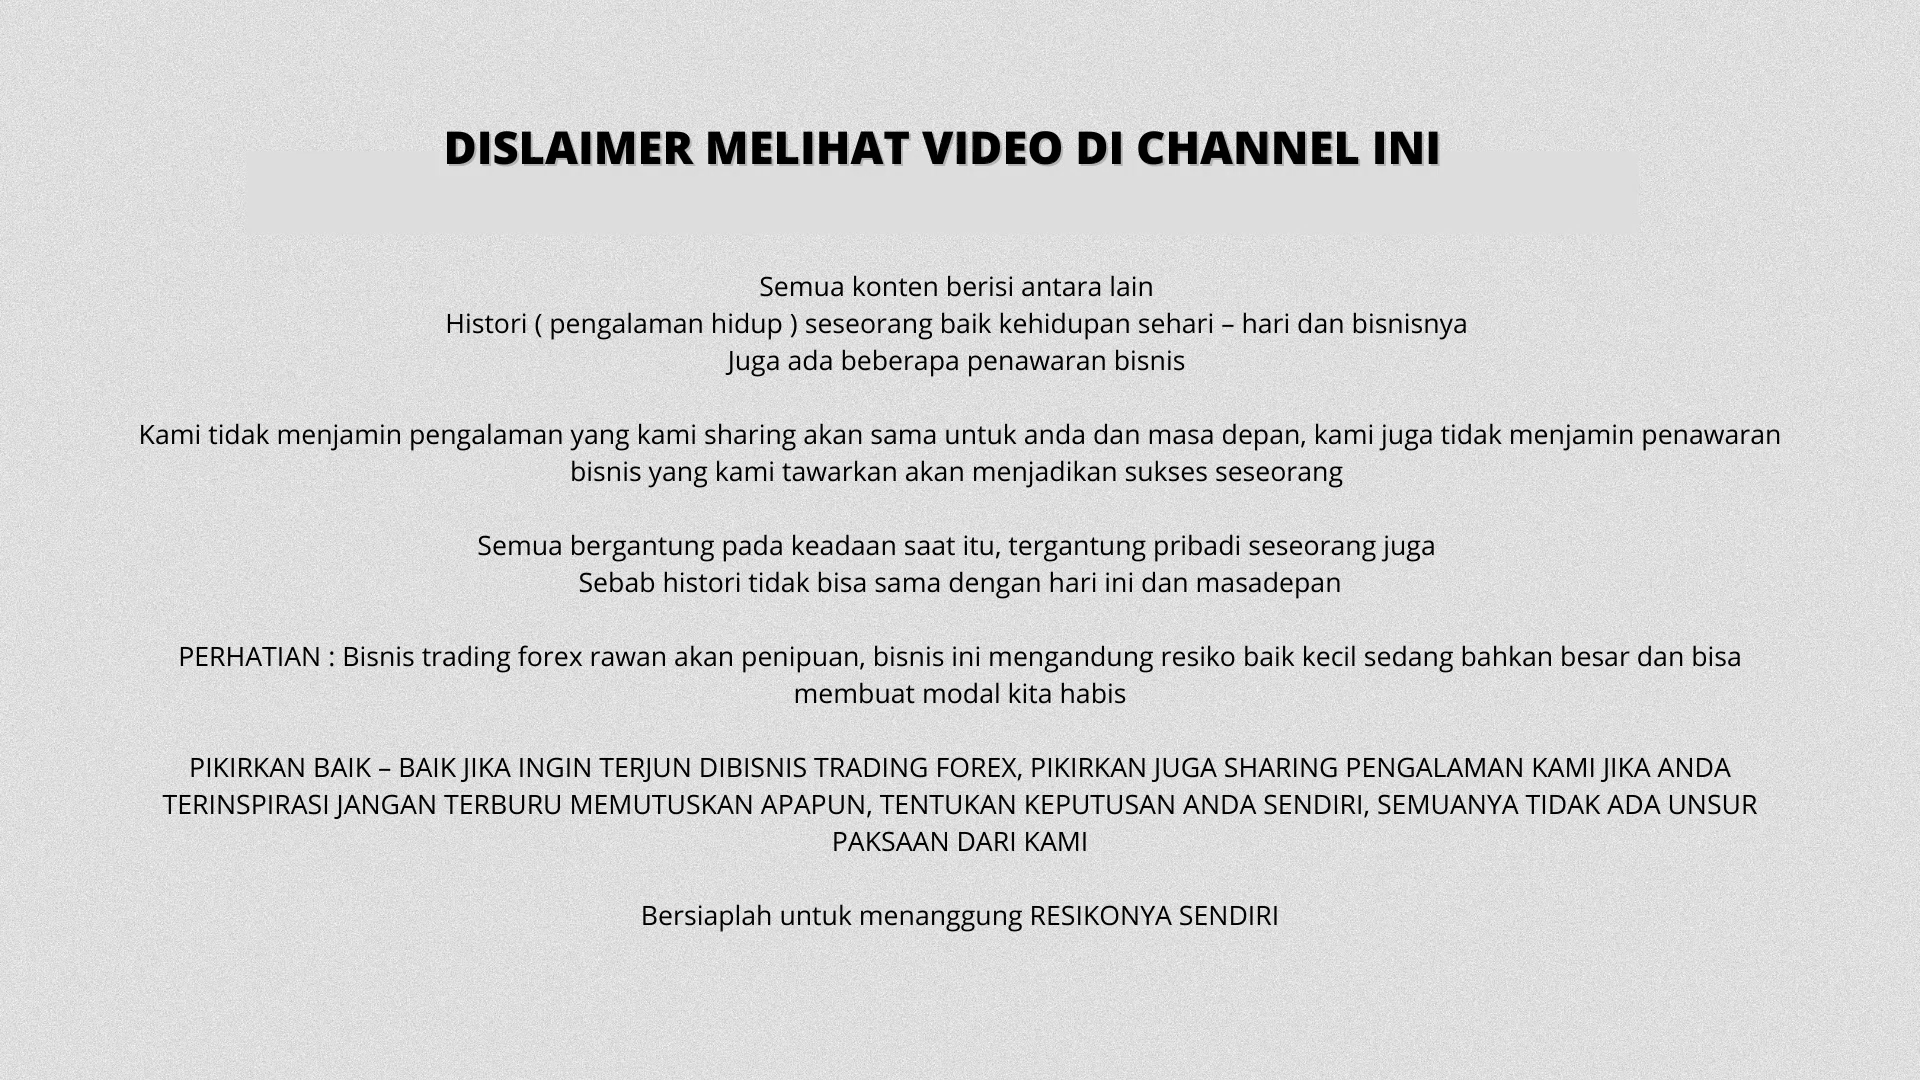 DISLAIMER MELIHAT VIDEO DI CHANNEL INI
Semua konten berisi antara lain
Histori ( pengalaman hidup ) seseorang baik kehidupan sehari – hari dan bisnisnya
Juga ada beberapa penawaran bisnis
Kami tidak menjamin pengalaman yang kami sharing akan sama untuk anda dan masa depan, kami juga tidak menjamin penawaran
bisnis yang kami tawarkan akan menjadikan sukses seseorang
Semua bergantung pada keadaan saat itu, tergantung pribadi seseorang juga
Sebab histori tidak bisa sama dengan hari ini dan masadepan
PERHATIAN : Bisnis trading forex rawan akan penipuan, bisnis ini mengandung resiko baik kecil sedang bahkan besar dan bisa
membuat modal kita habis
PIKIRKAN BAIK – BAIK JIKA INGIN TERJUN DIBISNIS TRADING FOREX, PIKIRKAN JUGA SHARING PENGALAMAN KAMI JIKA ANDA
TERINSPIRASI JANGAN TERBURU MEMUTUSKAN APAPUN, TENTUKAN KEPUTUSAN ANDA SENDIRI, SEMUANYA TIDAK ADA UNSUR
PAKSAAN DARI KAMI
Bersiaplah untuk menanggung RESIKONYA SENDIRI